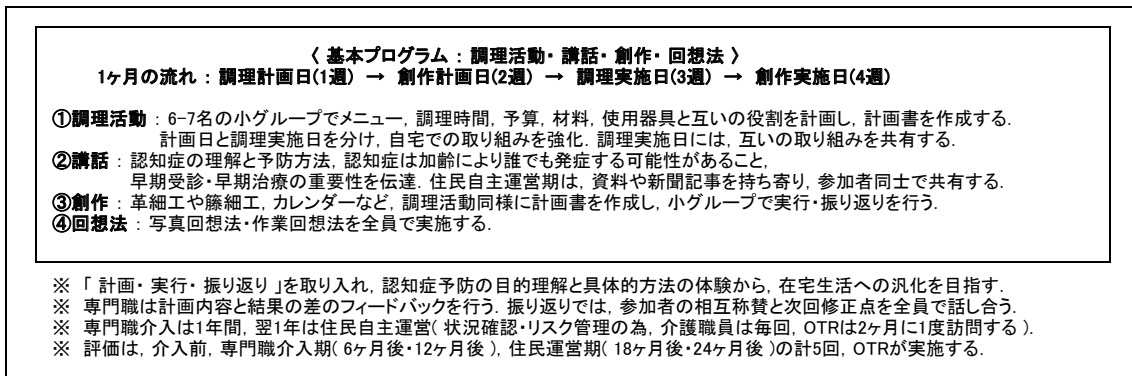 〈 基本プログラム : 調理活動・講話・創作・回想法 〉
1ヶ月の流れ : 調理計画日(1週) → 創作計画日(2週) → 調理実施日(3週) → 創作実施日(4週)
①調理活動 : 6-7名の小グループでメニュー, 調理時間, 予算, 材料, 使用器具と互いの役割を計画し, 計画書を作成する.
計画日と調理実施日を分け, 自宅での取り組みを強化. 調理実施日には, 互いの取り組みを共有する.
②講話 : 認知症の理解と予防方法, 認知症は加齢により誰でも発症する可能性があること,
早期受診・早期治療の重要性を伝達. 住民自主運営期は, 資料や新聞記事を持ち寄り, 参加者同士で共有する.
③創作 : 革細工や籐細工, カレンダーなど, 調理活動同様に計画書を作成し, 小グループで実行・振り返りを行う.
④回想法 : 写真回想法・作業回想法を全員で実施する.
※ 「 計画・ 実行・ 振り返り 」を取り入れ, 認知症予防の目的理解と具体的方法の体験から, 在宅生活への汎化を目指す.
※ 専門職は計画内容と結果の差のフィードバックを行う. 振り返りでは, 参加者の相互称賛と次回修正点を全員で話し合う.
※ 専門職介入は1年間, 翌1年は住民自主運営( 状況確認・リスク管理の為, 介護職員は毎回, OTRは2ヶ月に1度訪問する ).
※ 評価は, 介入前, 専門職介入期( 6ヶ月後・12ヶ月後 ), 住民運営期( 18ヶ月後・24ヶ月後 )の計5回, OTRが実施する.